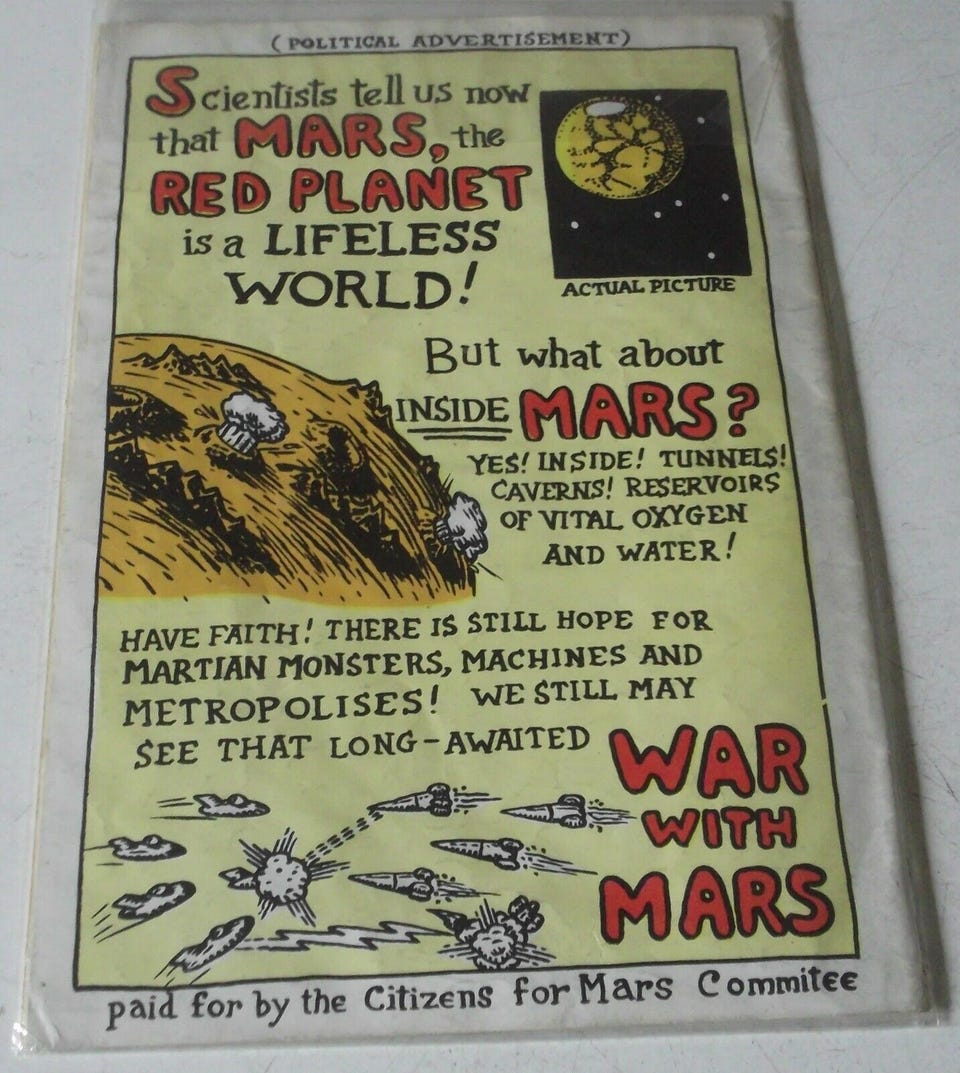 ( POLITICAL ADVERTISEMENT )
Scientists tell us now
that MARS, the
RED PLANET
is a LIFELESS
WORLD!
ACTUAL PICTURE
But what about
INSIDE MARS?
YES! INSIDE! TUNNELS!
CAVERNS! RESERVOIRS
OF VITAL OXYGEN
AND WATER!
HAVE FAITH! THERE IS STILL HOPE FOR
MARTIAN MONSTERS, MACHINES AND
METROPOLISES! WE STILL MAY
SEE THAT LONG-AWAITED WAR
WITH
MARS
paid for by the Citizens for Mars Commitee